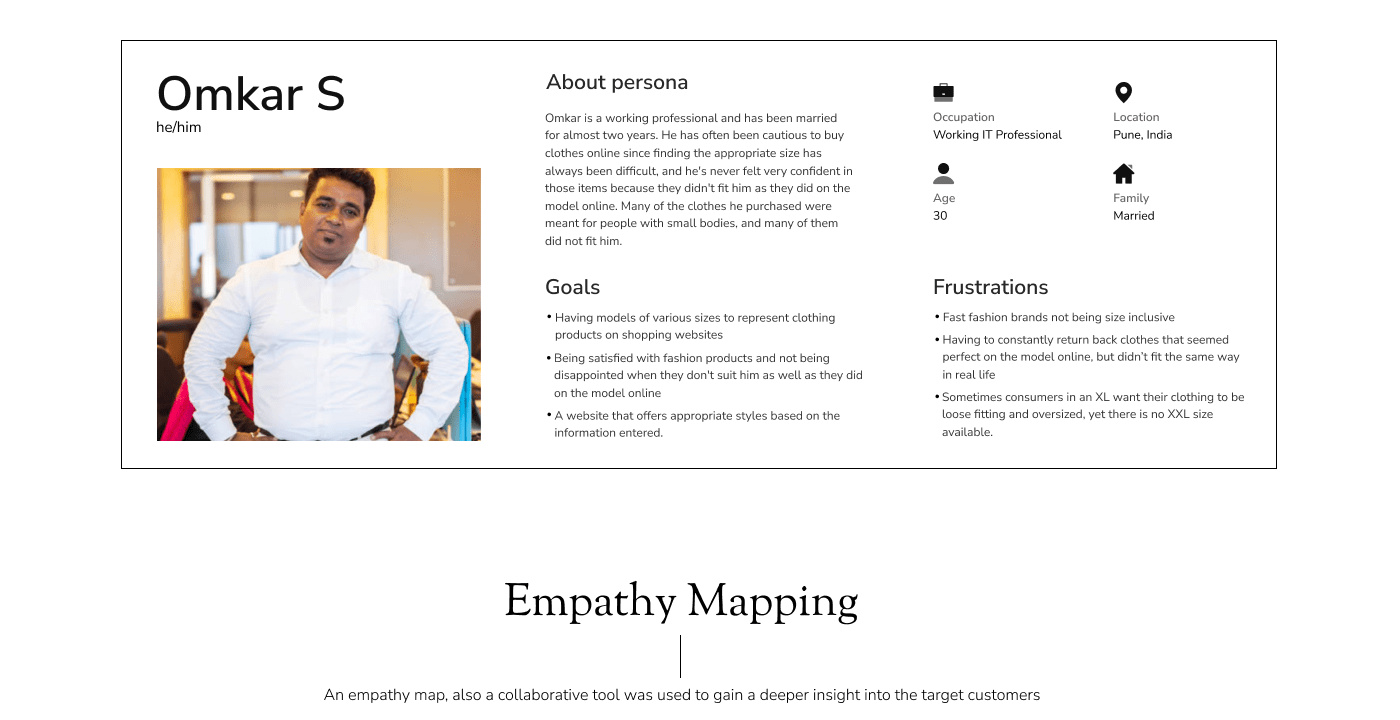 Omkar S
he/him
About persona
Omkar is a working professional and has been married
for almost two years. He has often been cautious to buy
clothes online since finding the appropriate size has
always been difficult, and he's never felt very confident in
those items because they didn't fit him as they did on the
model online. Many of the clothes he purchased were
meant for people with small bodies, and many of them
did not fit him.
Occupation
Working IT Professional
Location
Pune, India
Age
30
Family
Married
Goals
• Having models of various sizes to represent clothing
products on shopping websites
• Being satisfied with fashion products and not being
disappointed when they don't suit him as well as they did
on the model online
• A website that offers appropriate styles based on the
information entered.
Frustrations
• Fast fashion brands not being size inclusive
• Having to constantly return back clothes that seemed
perfect on the model online, but didn't fit the same way
in real life
• Sometimes consumers in an XL want their clothing to be
loose fitting and oversized, yet there is no XXL size
available.
Empathy Mapping
An empathy map, also a collaborative tool was used to gain a deeper insight into the target customers